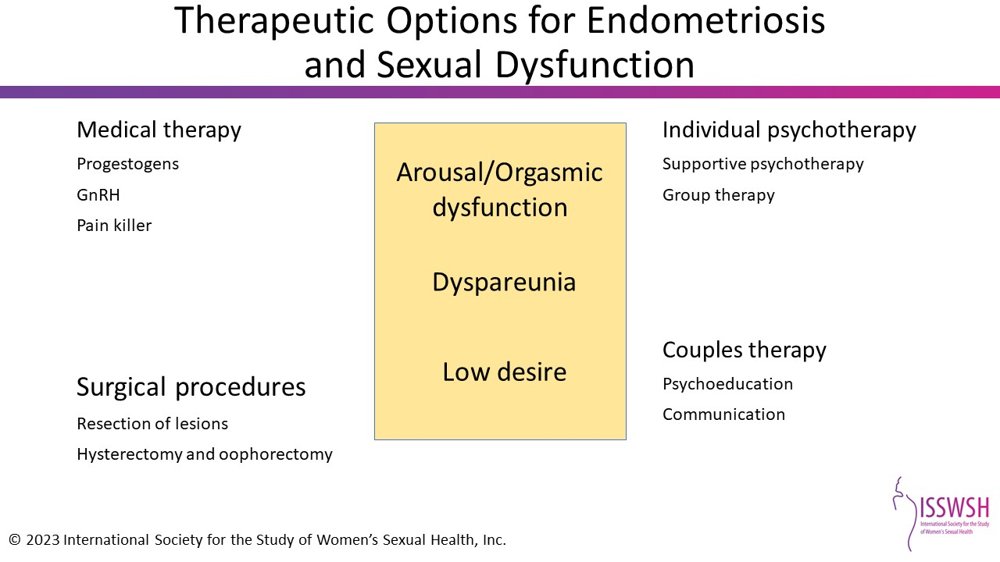 Therapeutic Options for Endometriosis
and Sexual Dysfunction
Medical therapy
Progestogens
GnRH
Pain killer
Surgical procedures
Resection of lesions
Hysterectomy and oophorectomy
Arousal/Orgasmic
dysfunction
Dyspareunia
Low desire
Individual psychotherapy
Supportive psychotherapy
Group therapy
Couples therapy
Psychoeducation
Communication
© 2023 International Society for the Study of Women’s Sexual Health, Inc.
ISSWSH
International Society for the Study
of Women's Sexual Health